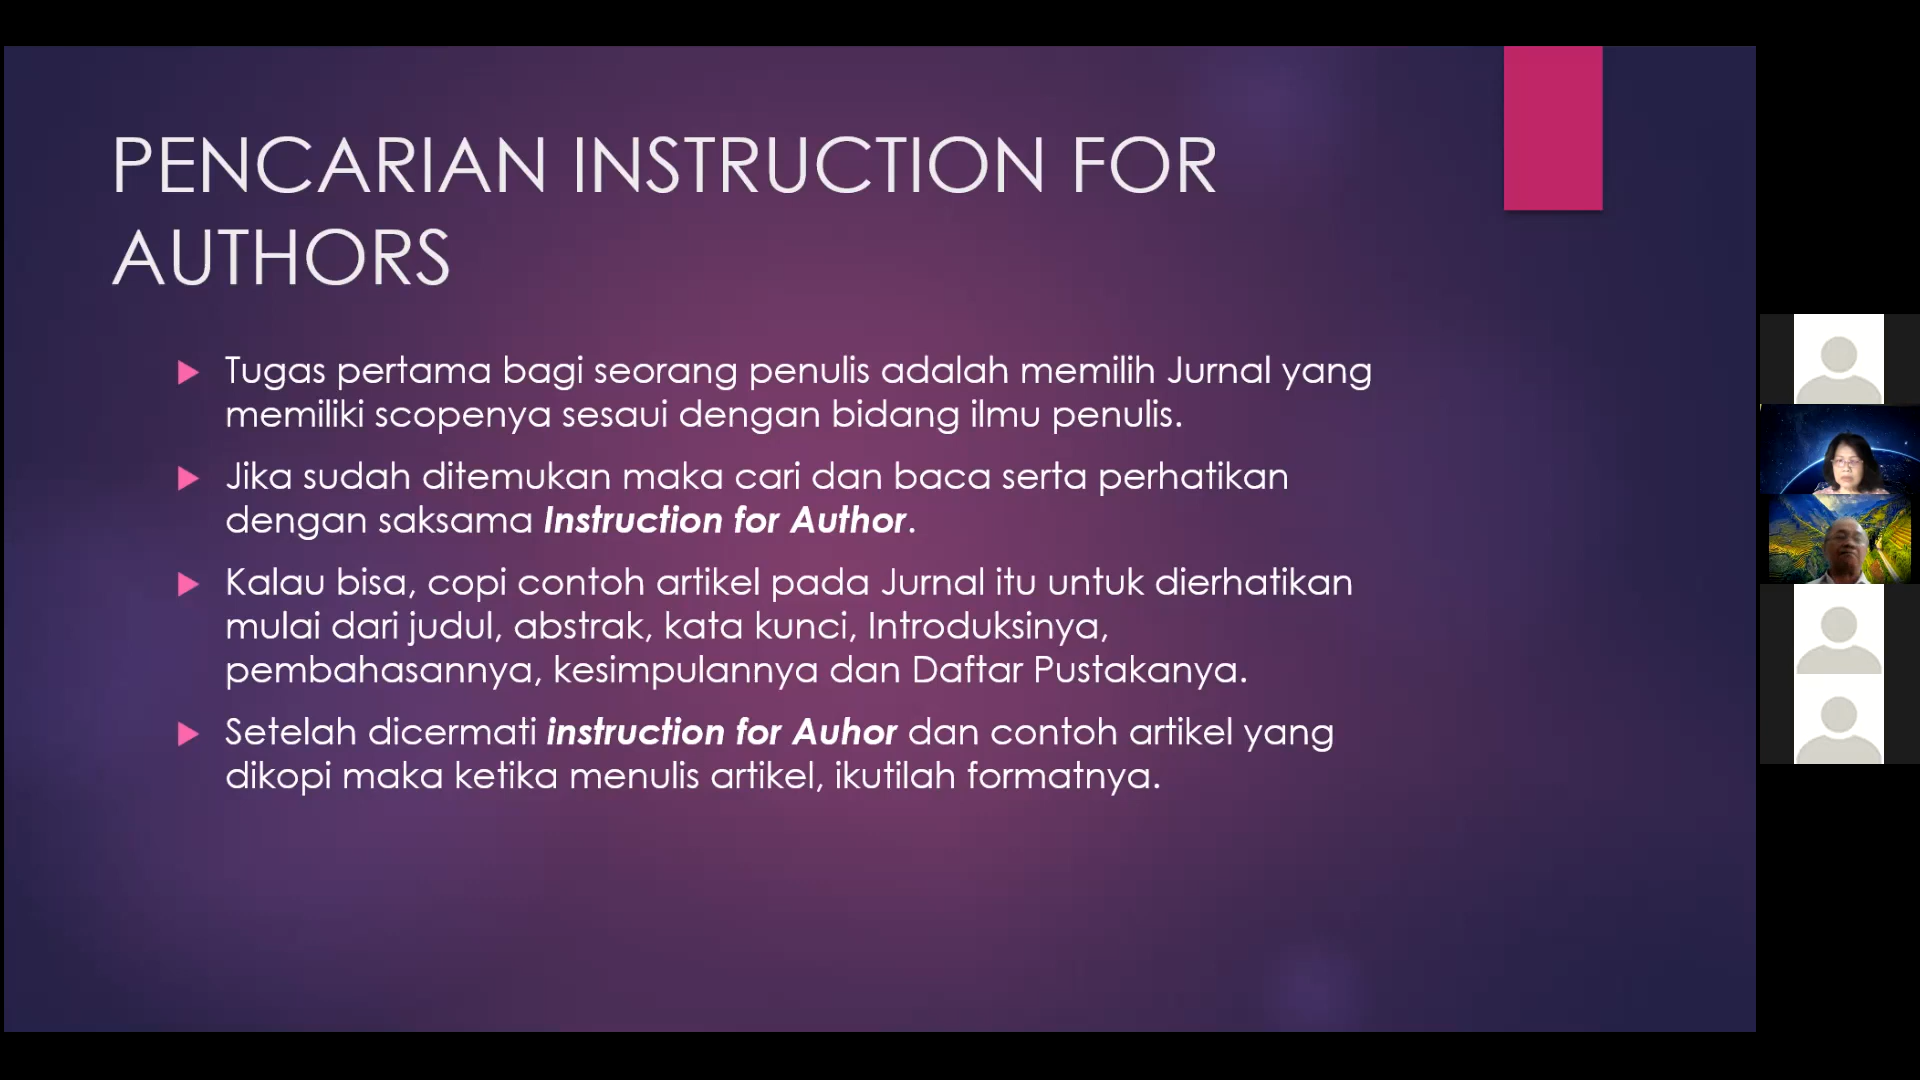 PENCARIAN INSTRUCTION FOR
AUTHORS
Tugas pertama bagi seorang penulis adalah memilih Jurnal yang
memiliki scopenya sesaui dengan bidang ilmu penulis.
Jika sudah ditemukan maka cari dan baca serta perhatikan
dengan saksama Instruction for Author.
Kalau bisa, copi contoh artikel pada Jurnal itu untuk dierhatikan
mulai dari judul, abstrak, kata kunci, Introduksinya,
pembahasannya, kesimpulannya dan Daftar Pustakanya.
Setelah dicermati instruction for Auhor dan contoh artikel yang
dikopi maka ketika menulis artikel, ikutilah formatnya.